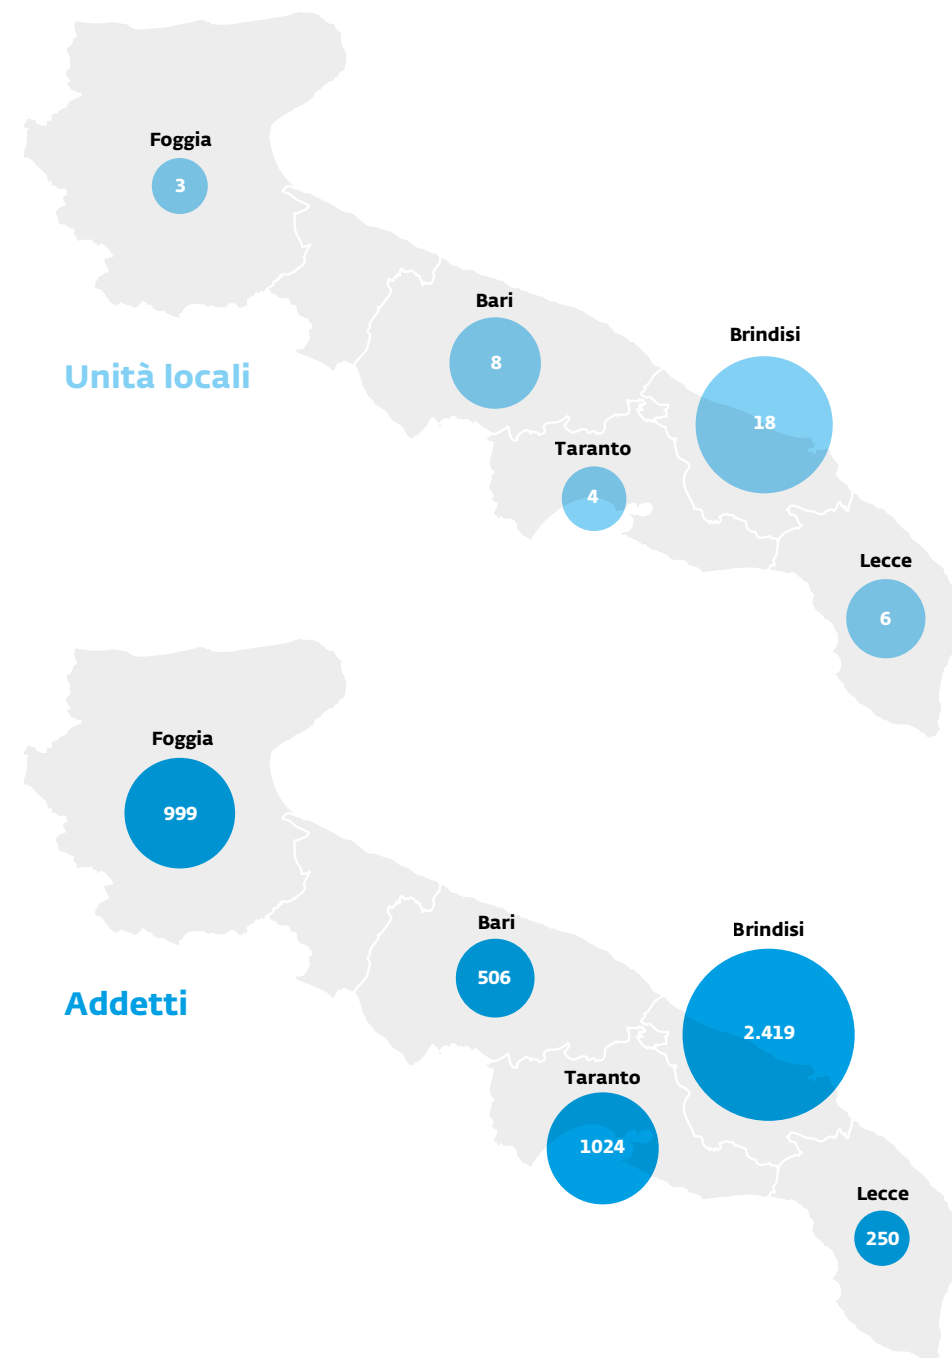 Foggia
3
Bari
8
Brindisi
18
Unità locali
Taranto
4
Lecce
6
Foggia
999
Bari
506
Brindisi
2.419
Addetti
Taranto
1024
Lecce
250